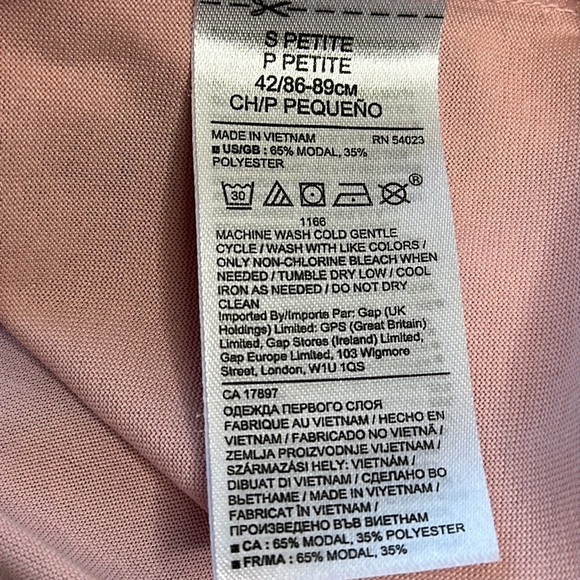 S PETITE
P PETITE
42/86-89CM
CH/P PEQUEÑO
MADE IN VIETNAM RN 54023
■ US/GB : 65% MODAL, 35%
POLYESTER
30
®
1166
MACHINE WASH COLD GENTLE
CYCLE / WASH WITH LIKE COLORS /
ONLY NON-CHLORINE BLEACH WHEN
NEEDED / TUMBLE DRY LOW / COOL
IRON AS NEEDED / DO NOT DRY
CLEAN
Imported By/Importe Par: Gap (UK
Holdings) Limited: GPS (Great Britain)
Limited, Gap Stores (Ireland) Limited,
Gap Europe Limited, 103 Wigmore
Street, London, W1U 1QS
CA 17897
ОДЕЖДА ПЕРВОГО СЛОЯ
FABRIQUE AU VIETNAM / HECHO EN
VIETNAM / FABRICADO NO VIETNÃ /
ZEMLJA PROIZVODNJE VIJETNAM /
SZÁRMAZÁSI HELY: VIETNÁM /
DIBUAT DI VIETNAM / СДЕЛАНО ВО
ВЬЕТНАМЕ / MADE IN VIYETNAM /
FABRICAT ÎN VIETNAM /
ПРОИЗВЕДЕНО ВЪВ ВИЕТНАМ
■ CA : 65% MODAL, 35% POLYESTER
■ FR/MA : 65% MODAL, 35%